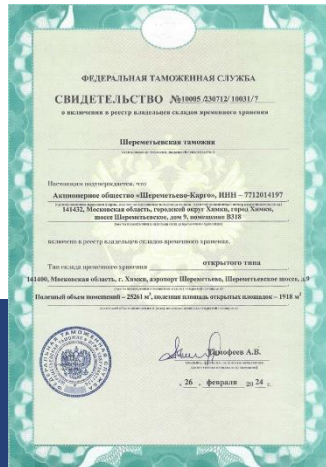 ФЕДЕРАЛЬНАЯ ТАМОЖЕННАЯ СЛУЖБА
СВИДЕТЕЛЬСТВО №10005 /230712/ 10031/7
о включении в реестр владельцев складов временного хранения
Шереметьевская таможня
Настоящим подтверждается, что
Акционерное общество «Шереметьево-Карго», ИНН – 7712014197
141432, Московская область, городской округ Химки, город Химки,
шоссе Шереметьевское, дом 9, помещение В318
включено в реестр владельцев складов временного хранения.
Тип склада временного хранения открытого типа
141400, Московская область, г. Химки, аэропорт Шереметьево, Шереметьевское шоссе, д.9
Полезный объем помещений – 25261 м³, полезная площадь открытых площадок – 1918 м²
Тимофеев А.В.
26 февраля 2024 г.